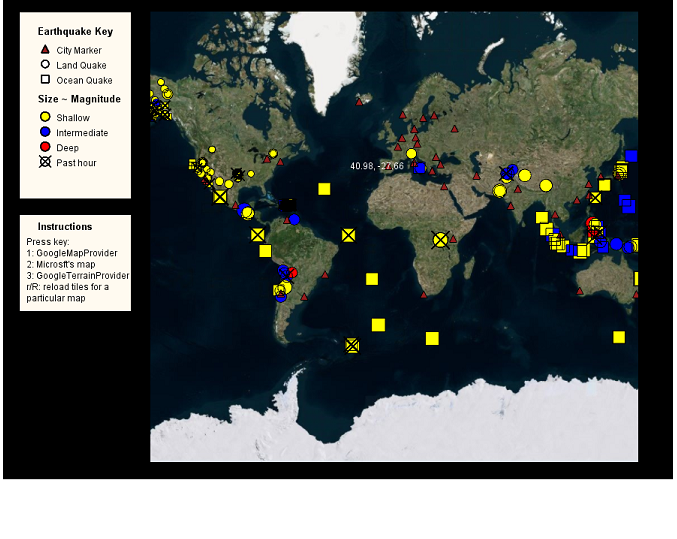 Earthquake Key
City Marker
Land Quake
Ocean Quake
Size ~ Magnitude
Shallow
Intermediate
Deep
Past hour
40.98, -27.66
Instructions
Press key:
1: GoogleMapProvider
2: Microsft's map
3: GoogleTerrainProvider
r/R: reload tiles for a
particular map